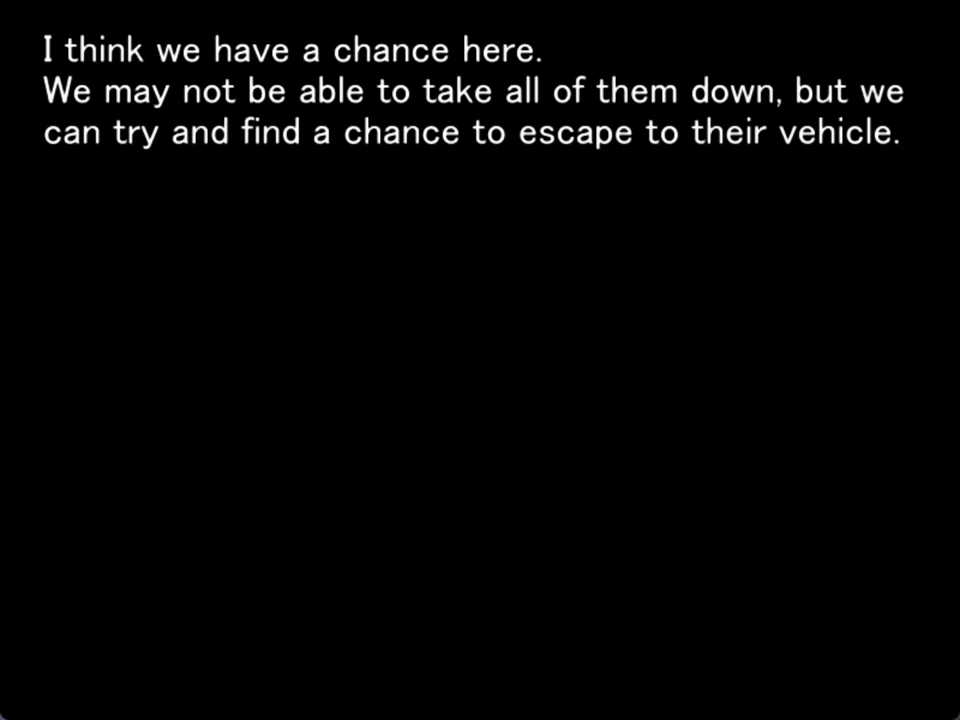 I think we have a chance here.
We may not be able to take all of them down, but we
can try and find a chance to escape to their vehicle.